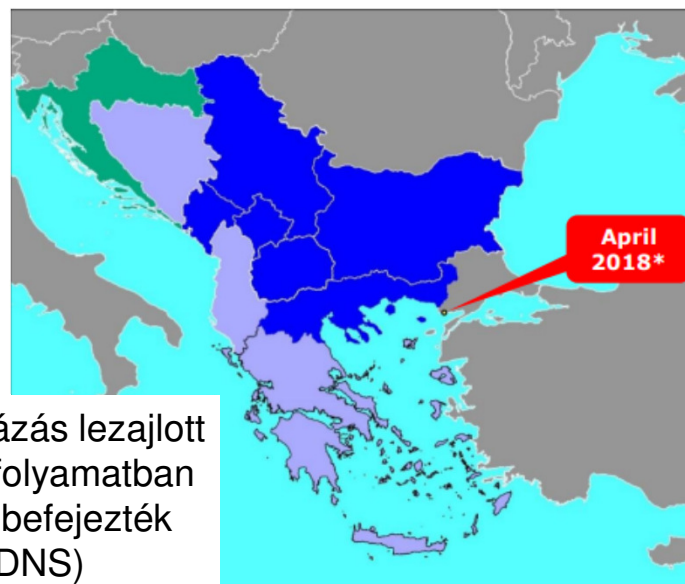 April
2018*
ázás lezajlott
folyamatban
befejezték
DNS)